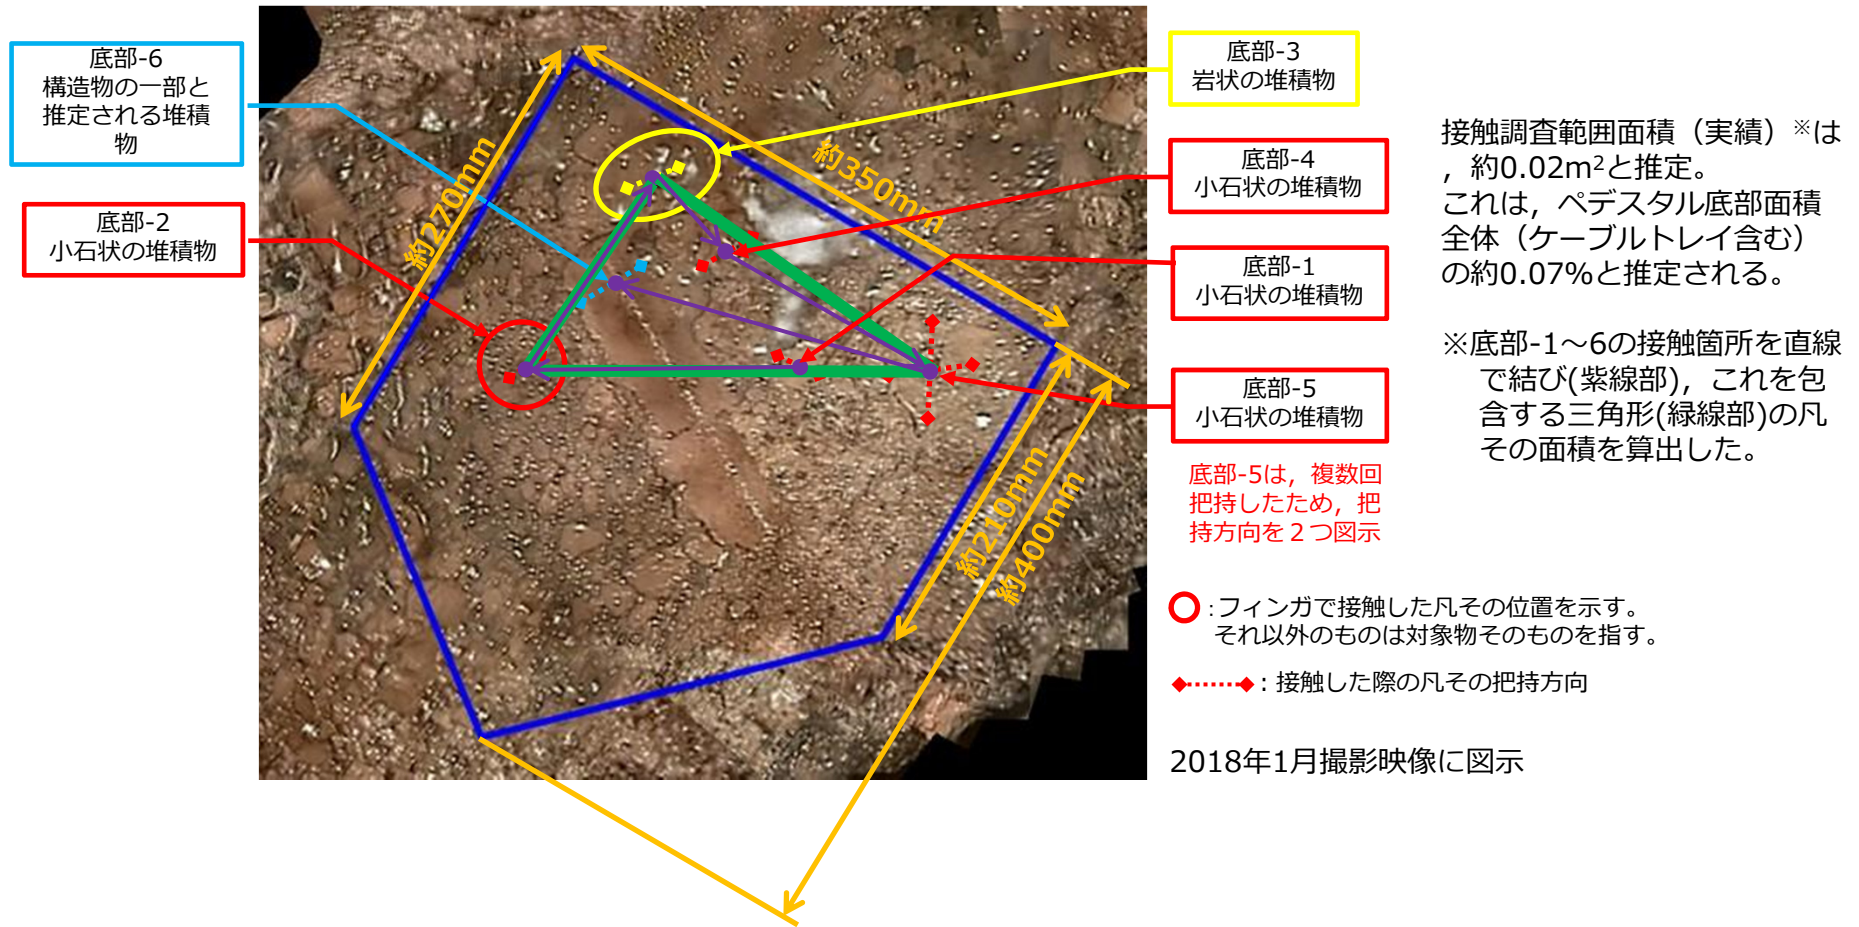 底部-6
構造物の一部と
推定される堆積
物
底部-2
小石状の堆積物
約270mm
約350mm
約210mm
約400mm
底部-3
岩状の堆積物
底部-4
小石状の堆積物
底部-1
小石状の堆積物
底部-5
小石状の堆積物
底部-5は，複数回
把持したため，把
持方向を２つ図示
：フィンガで接触した凡その位置を示す。
それ以外のものは対象物そのものを指す。
：接触した際の凡その把持方向
2018年1月撮影映像に図示
接触調査範囲面積（実績）※は
，約0.02m²と推定。
これは，ペデスタル底部面積
全体（ケーブルトレイ含む）
の約0.07%と推定される。
※底部-1～6の接触箇所を直線
で結び(紫線部)，これを包
含する三角形(緑線部)の凡
その面積を算出した。